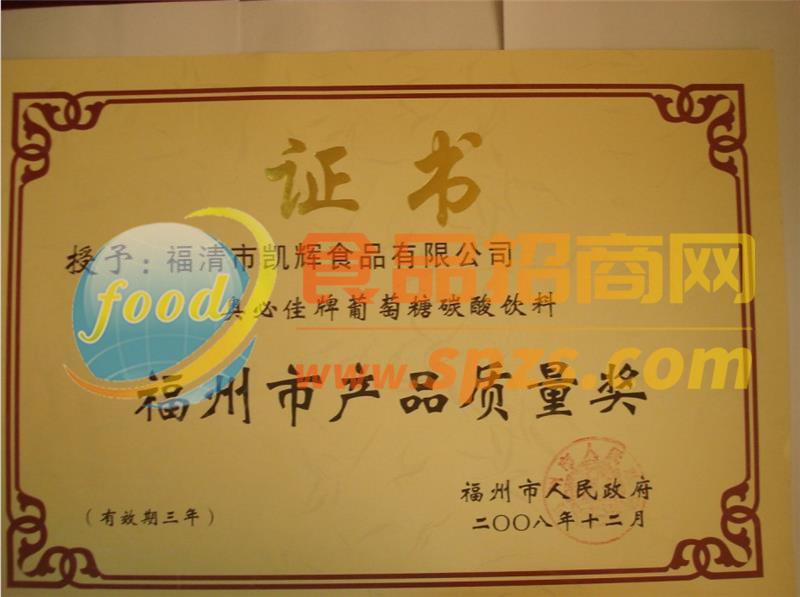 证书
授予：福清市凯辉食品有限公司
奥必佳牌葡萄糖碳酸饮料
福州市产品质量奖
福州市人民政府
二〇〇八年十二月
（有效期三年）
food
食品招商网
www.spzs.com